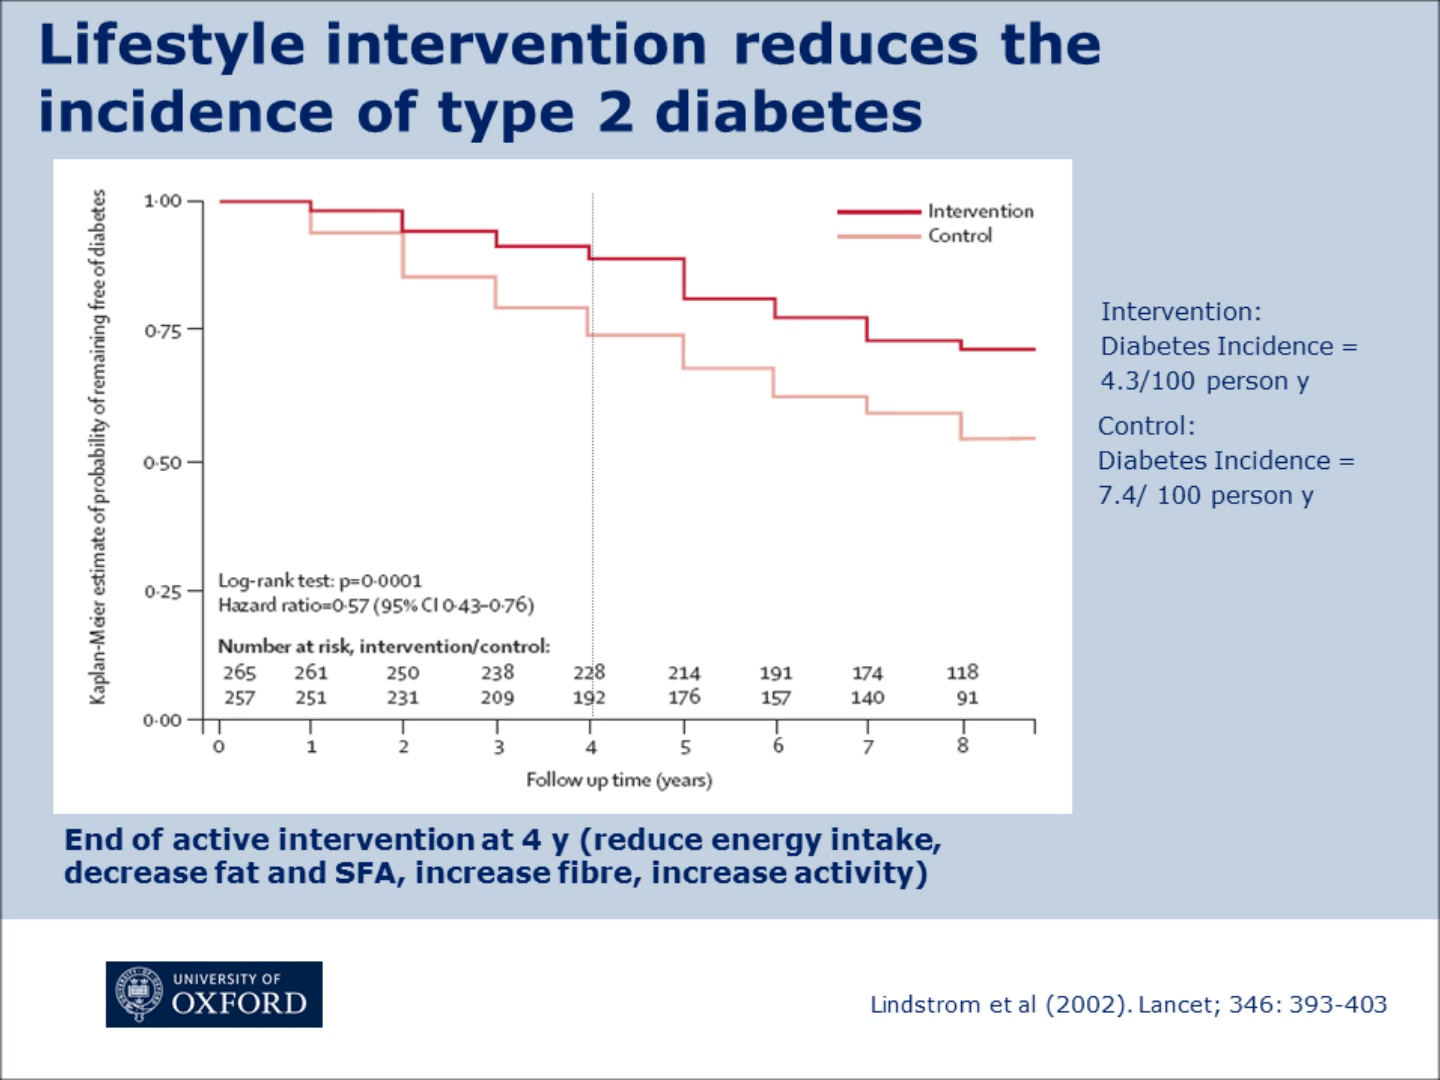 Lifestyle intervention reduces the
incidence of type 2 diabetes
Kaplan-Meier estimate of probability of remaining free of diabetes
1·00
0·75
0·50
0·25
0·00
Intervention
Control
Log-rank test: p=0·0001
Hazard ratio=0·57 (95% CI 0·43–0·76)
Number at risk, intervention/control:
265 261 250 238 228 214 191 174 118
257 251 231 209 192 176 157 140 91
0 1 2 3 4 5 6 7 8
Follow up time (years)
Intervention:
Diabetes Incidence =
4.3/100 person y
Control:
Diabetes Incidence =
7.4/ 100 person y
End of active intervention at 4 y (reduce energy intake,
decrease fat and SFA, increase fibre, increase activity)
UNIVERSITY OF
OXFORD
Lindstrom et al (2002). Lancet; 346: 393-403